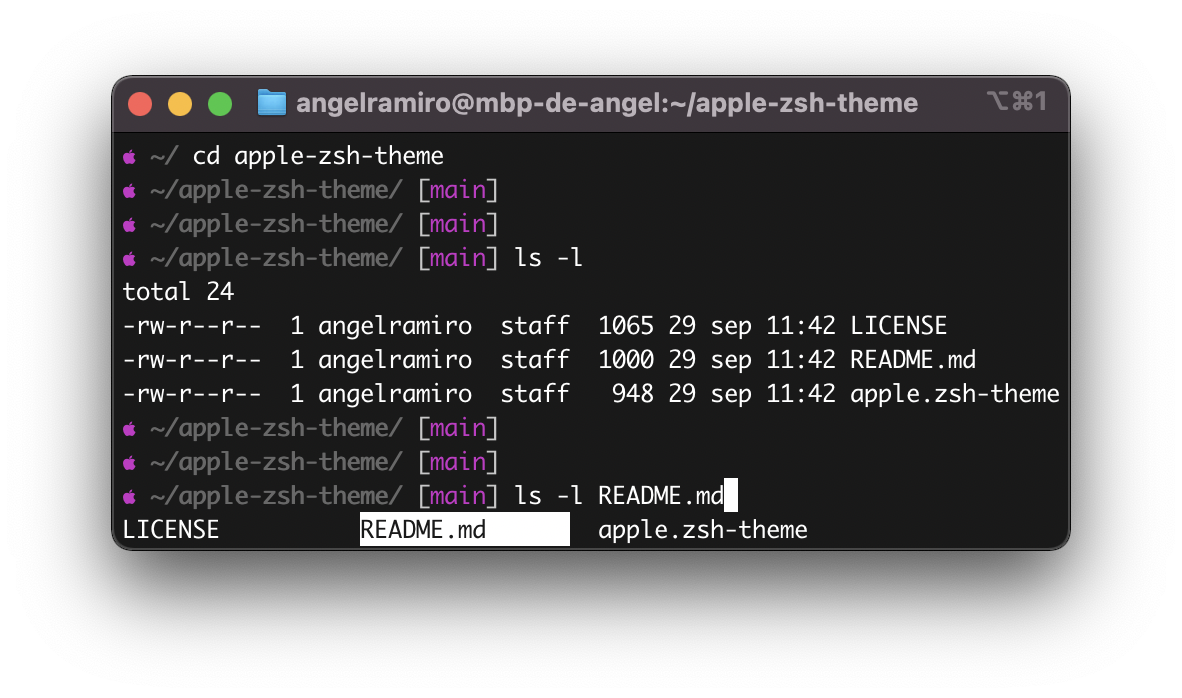 angelramiro@mbp-de-angel:~/apple-zsh-theme ⌥⌘1
~/ cd apple-zsh-theme
~/apple-zsh-theme/ [main]
~/apple-zsh-theme/ [main]
~/apple-zsh-theme/ [main] ls -l
total 24
-rw-r--r--  1 angelramiro  staff  1065 29 sep 11:42 LICENSE
-rw-r--r--  1 angelramiro  staff  1000 29 sep 11:42 README.md
-rw-r--r--  1 angelramiro  staff   948 29 sep 11:42 apple.zsh-theme
~/apple-zsh-theme/ [main]
~/apple-zsh-theme/ [main]
~/apple-zsh-theme/ [main] ls -l README.md
LICENSE          README.md        apple.zsh-theme